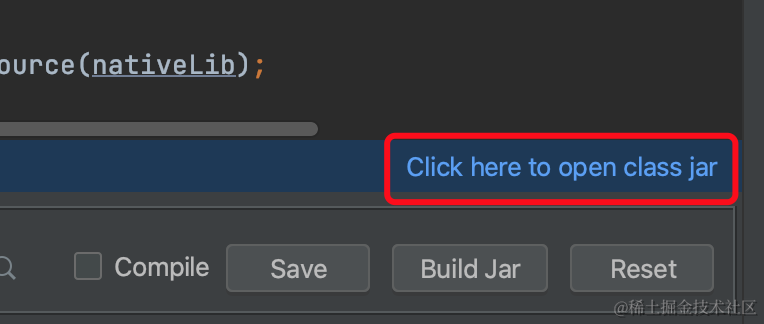 ource(nativeLib);
Click here to open class jar
Compile Save Build Jar Reset
@稀土掘金技术社区